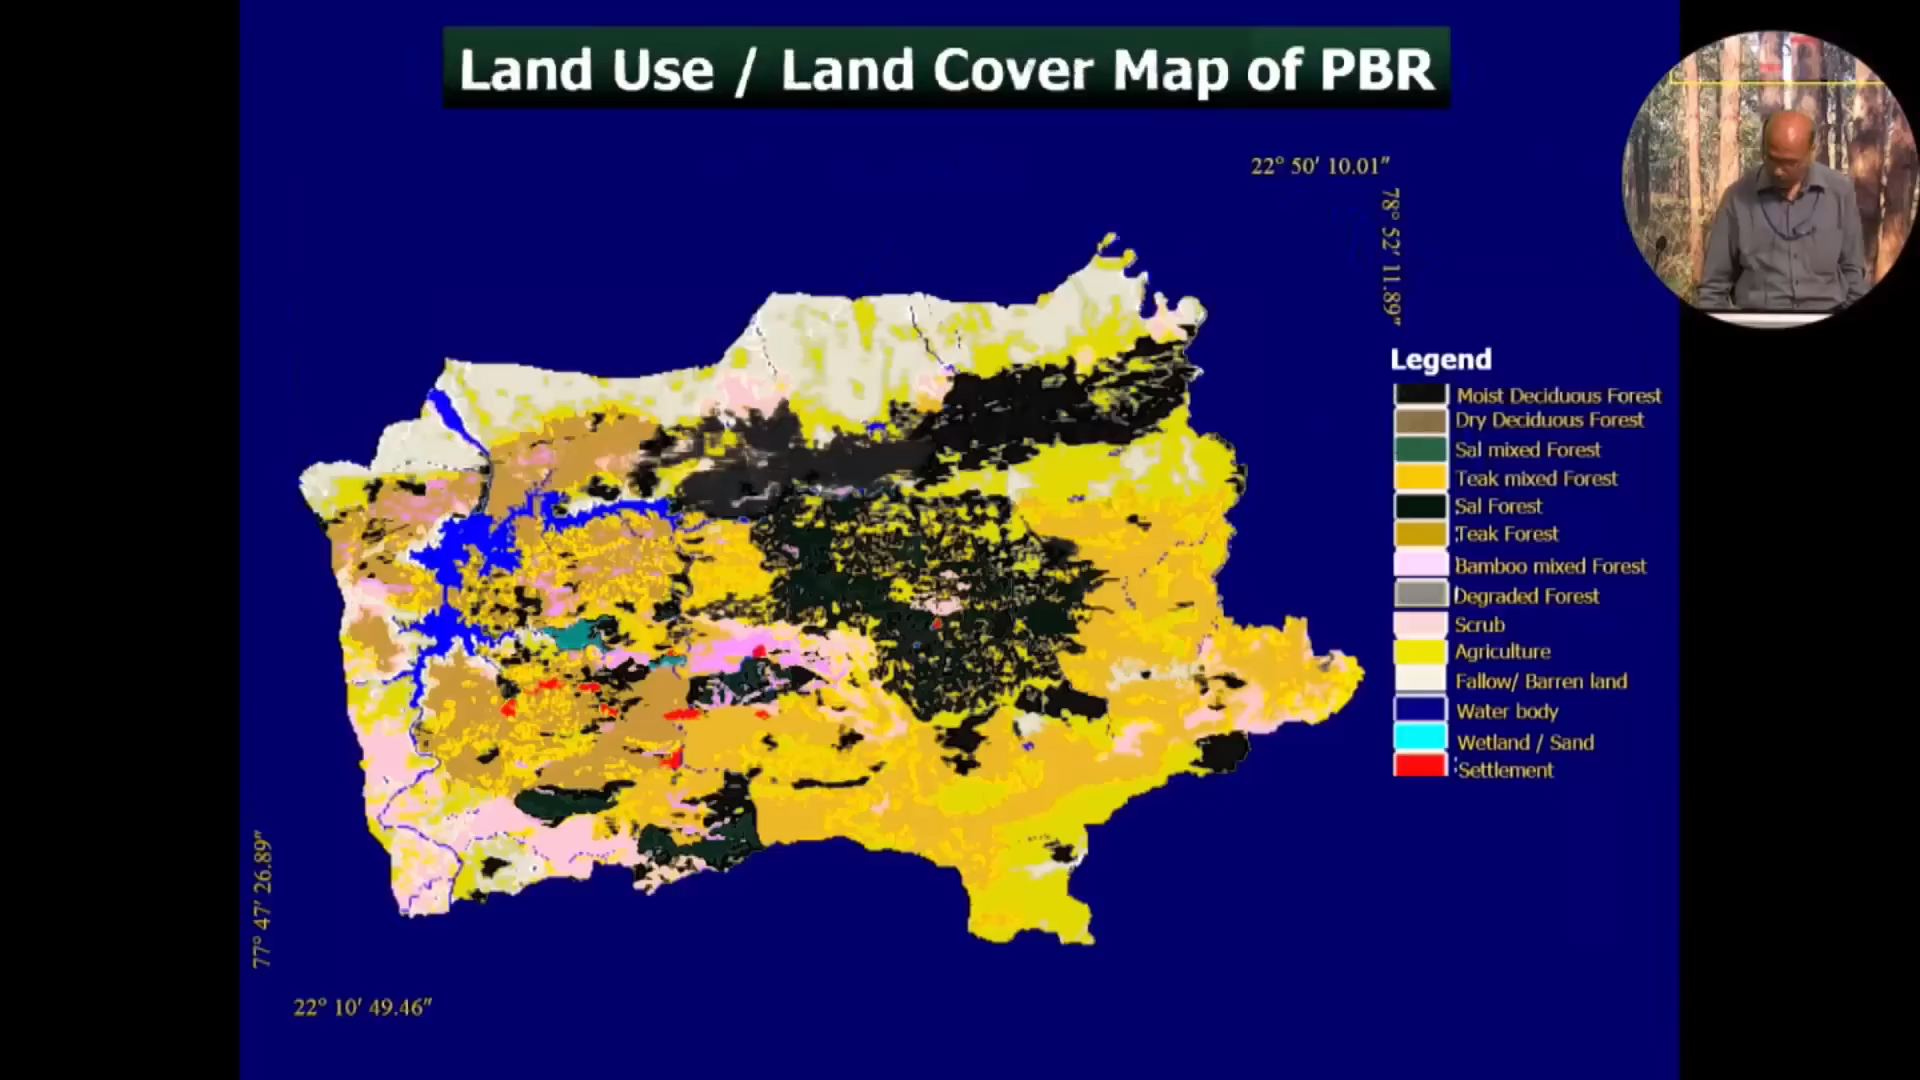 Land Use / Land Cover Map of PBR
22° 50' 10.01"
78° 52' 11.89"
Legend
Moist Deciduous Forest
Dry Deciduous Forest
Sal mixed Forest
Teak mixed Forest
Sal Forest
Teak Forest
Bamboo mixed Forest
Degraded Forest
Scrub
Agriculture
Fallow/ Barren land
Water body
Wetland / Sand
Settlement
77° 47' 26.89"
22° 10' 49.46"